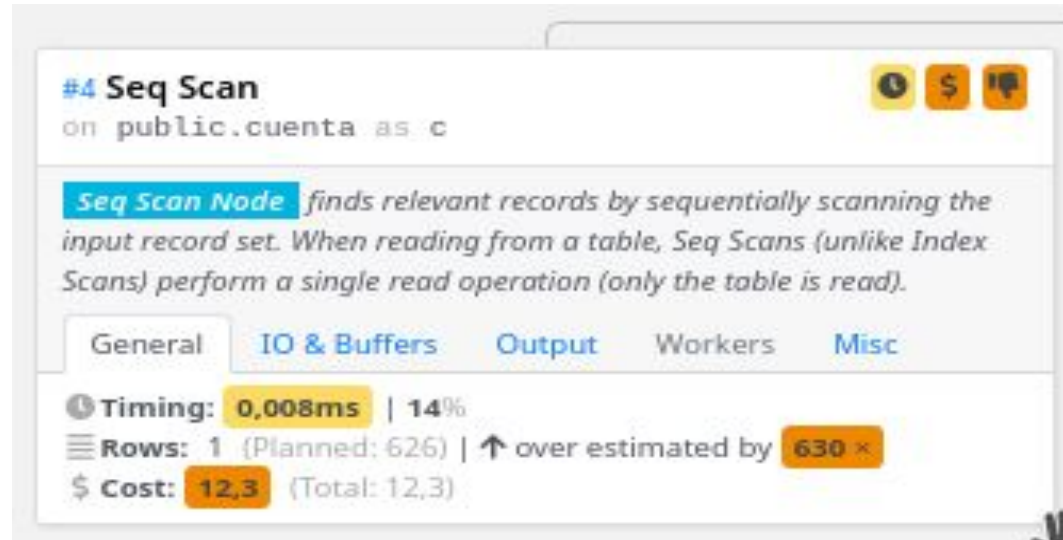 #4 Seq Scan
on public.cuenta as c
Seq Scan Node finds relevant records by sequentially scanning the
input record set. When reading from a table, Seq Scans (unlike Index
Scans) perform a single read operation (only the table is read).
General IO & Buffers Output Workers Misc
Timing: 0,008ms | 14%
Rows: 1 (Planned: 626) | ↑ over estimated by 630 ×
$ Cost: 12,3 (Total: 12,3)